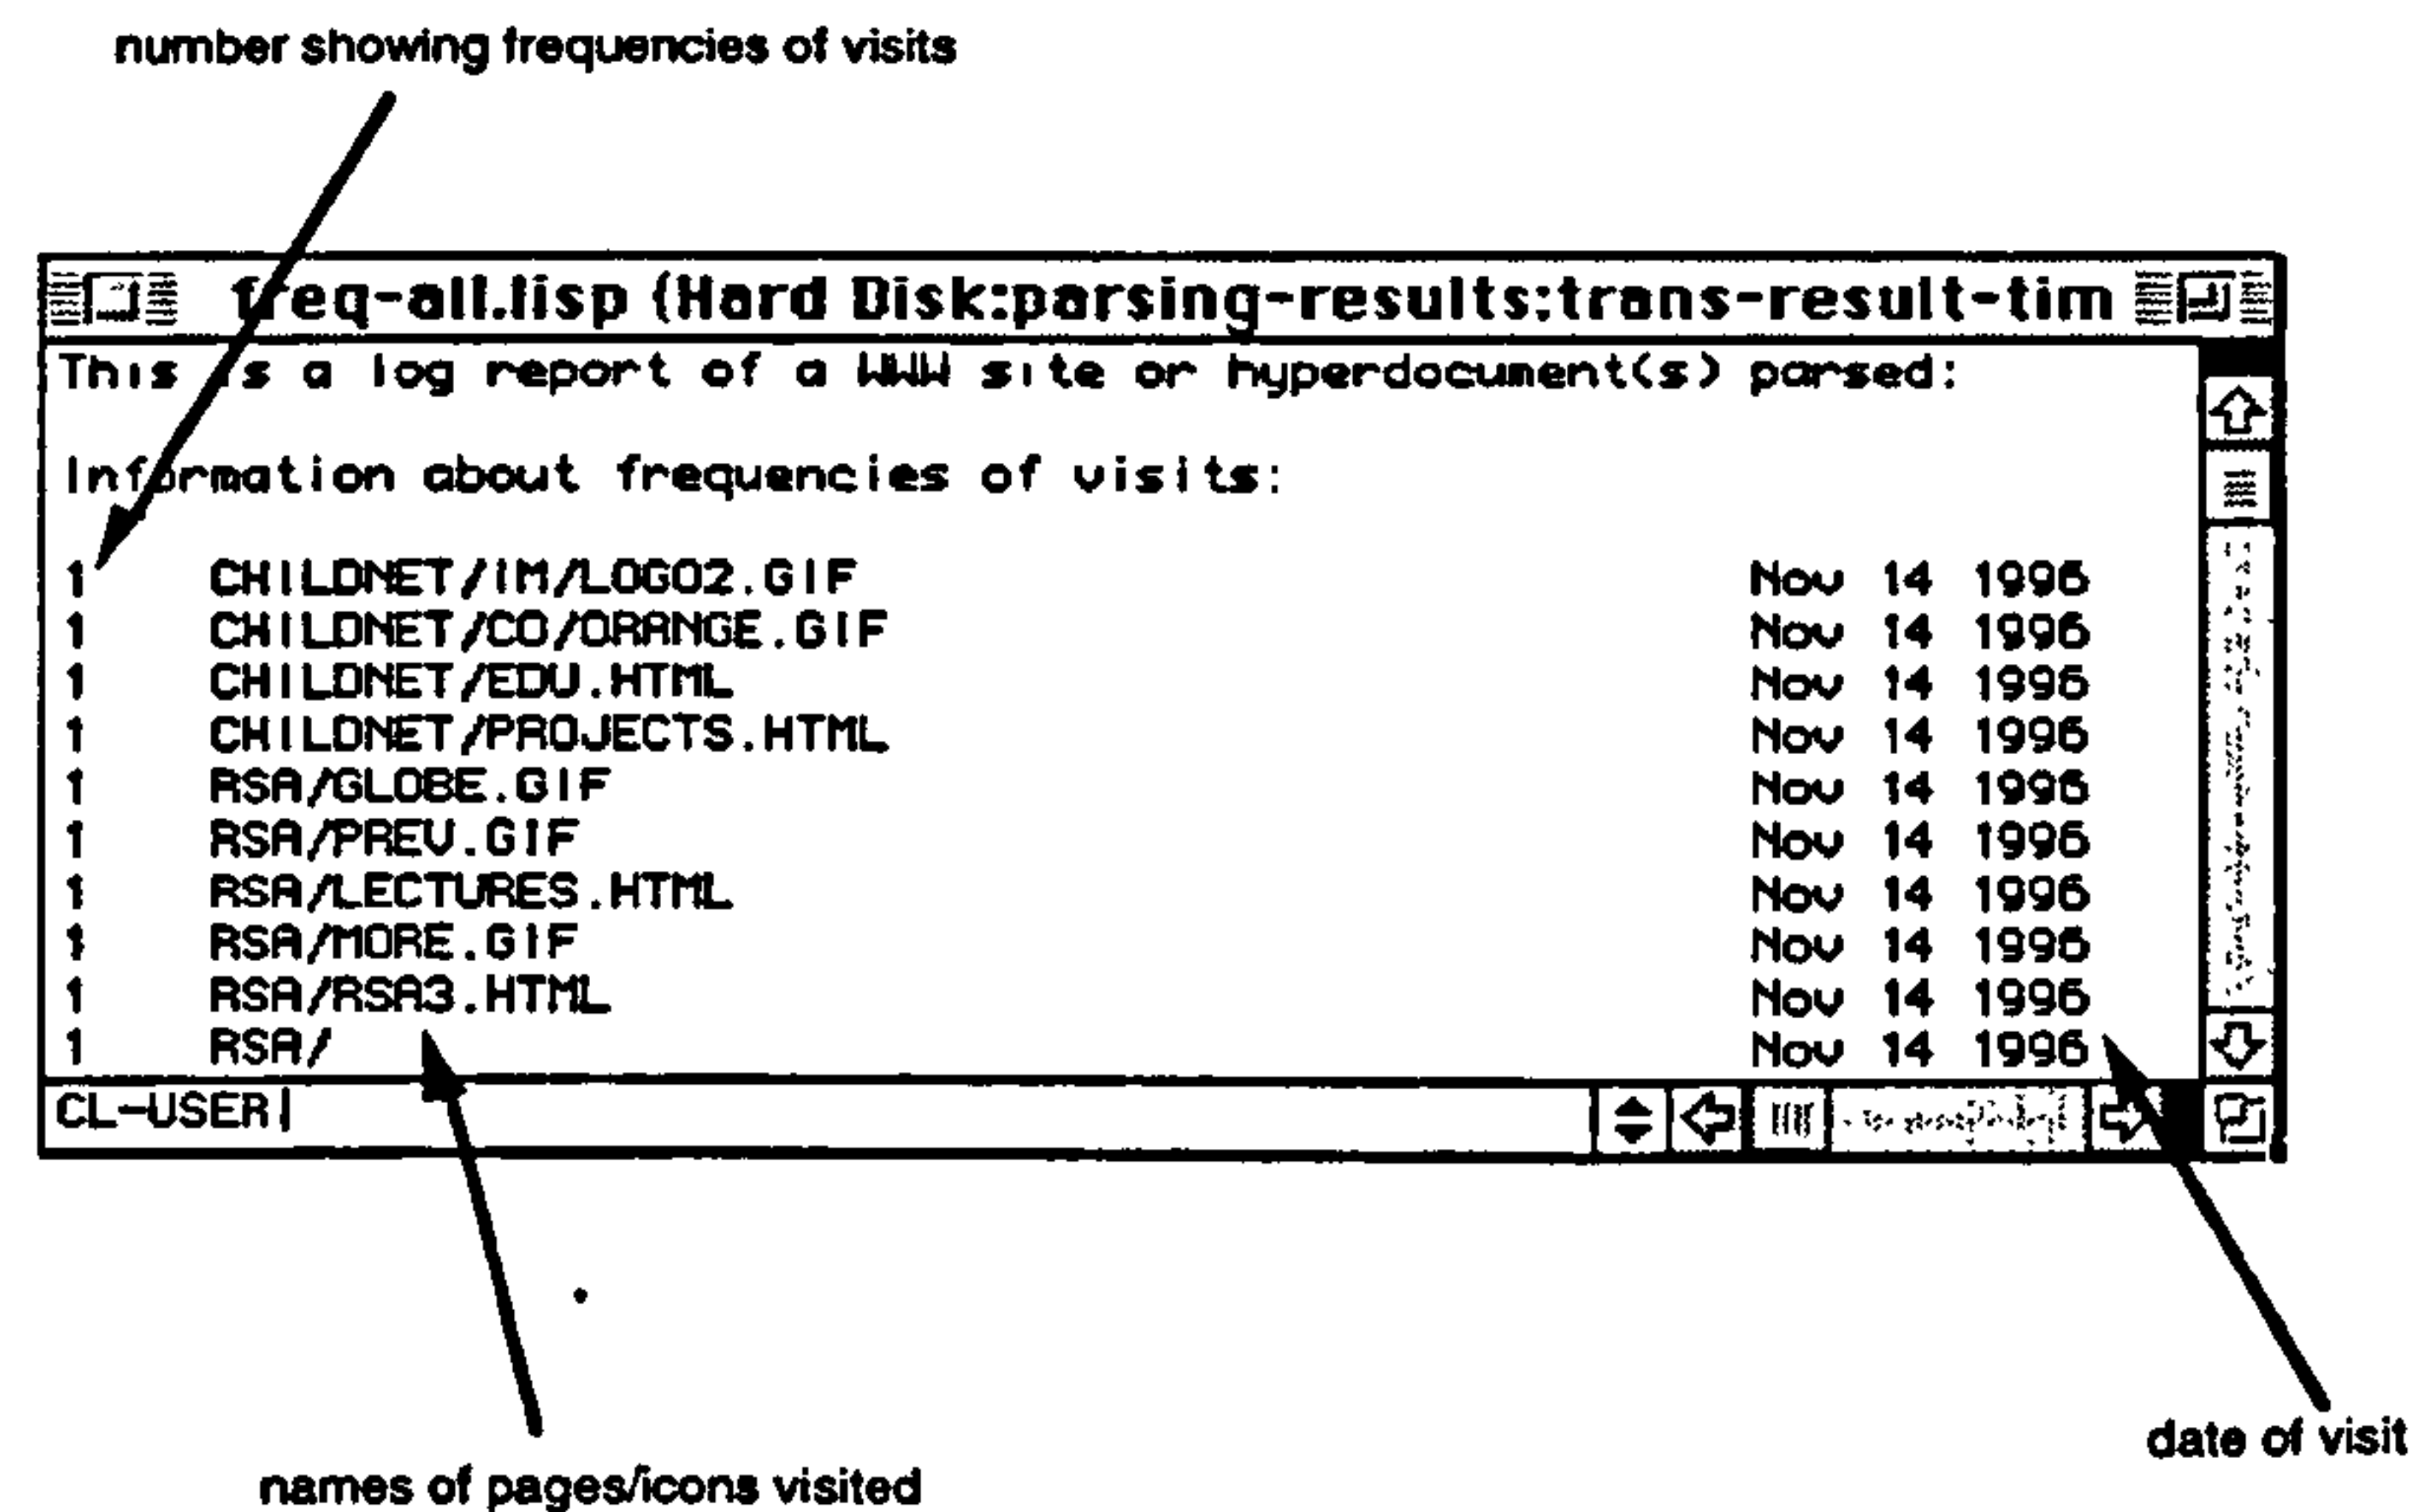 number showing frequencies of visits
freq-all.lisp (Hard Disk:parsing-results:trans-result-tim
This is a log report of a WWW site or hyperdocument(s) parsed:
Information about frequencies of visits:
1 CHILDNET/IM/LOGO2.GIF Nov 14 1996
1 CHILDNET/CO/ORANGE.GIF Nov 14 1996
1 CHILDNET/EDU.HTML Nov 14 1996
1 CHILDNET/PROJECTS.HTML Nov 14 1996
1 RSA/GLOBE.GIF Nov 14 1996
1 RSA/PREV.GIF Nov 14 1996
1 RSA/LECTURES.HTML Nov 14 1996
1 RSA/MORE.GIF Nov 14 1996
1 RSA/RSA3.HTML Nov 14 1996
1 RSA/ Nov 14 1996
CL-USER
date of visit
names of pages/icons visited